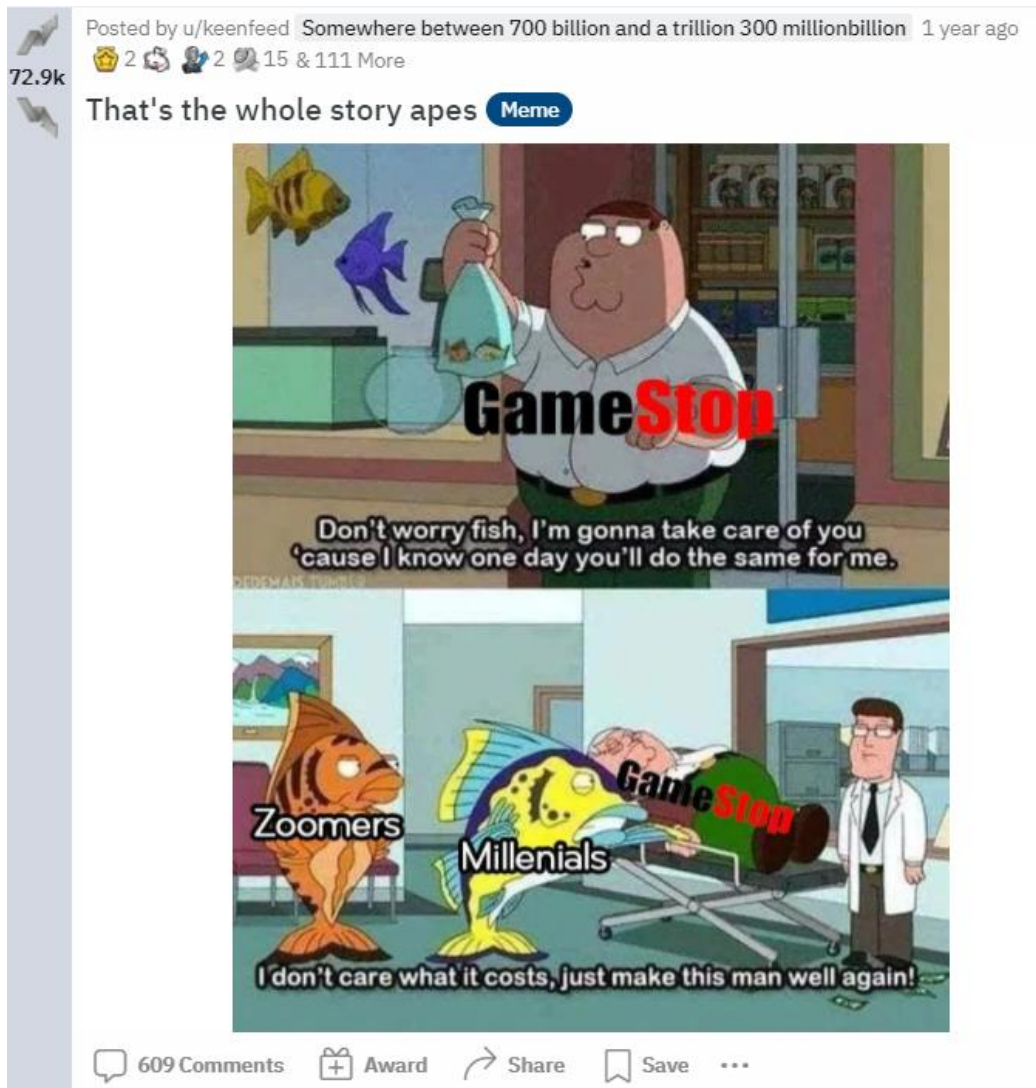 Posted by u/keenfeed Somewhere between 700 billion and a trillion 300 millionbillion 1 year ago
2 2 15 & 111 More
72.9k
That's the whole story apes Meme
GameStop
Don't worry fish, I'm gonna take care of you
'cause I know one day you'll do the same for me.
DEDEMAIS TUMBLR
GameStop
Zoomers
Millenials
I don't care what it costs, just make this man well again!
609 Comments Award Share Save